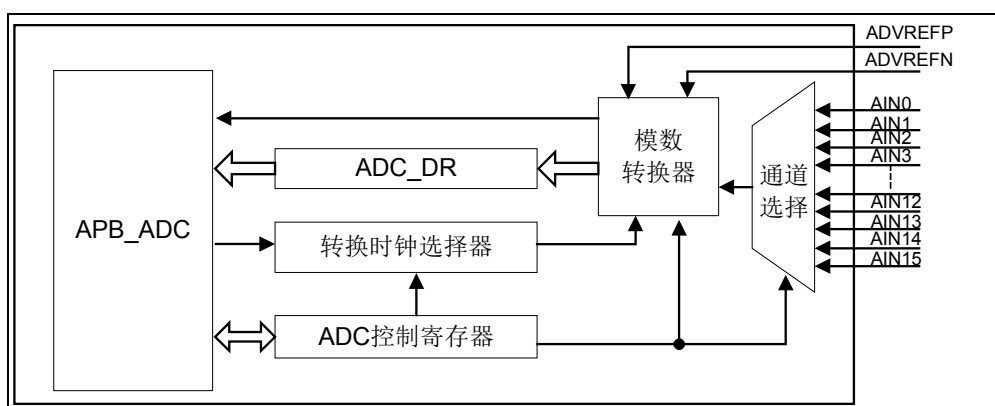 ADVREFP
ADVREFN
AIN0
AIN1
AIN2
AIN3
AIN12
AIN13
AIN14
AIN15
通道
选择
模数
转换器
ADC_DR
APB_ADC
转换时钟选择器
ADC控制寄存器